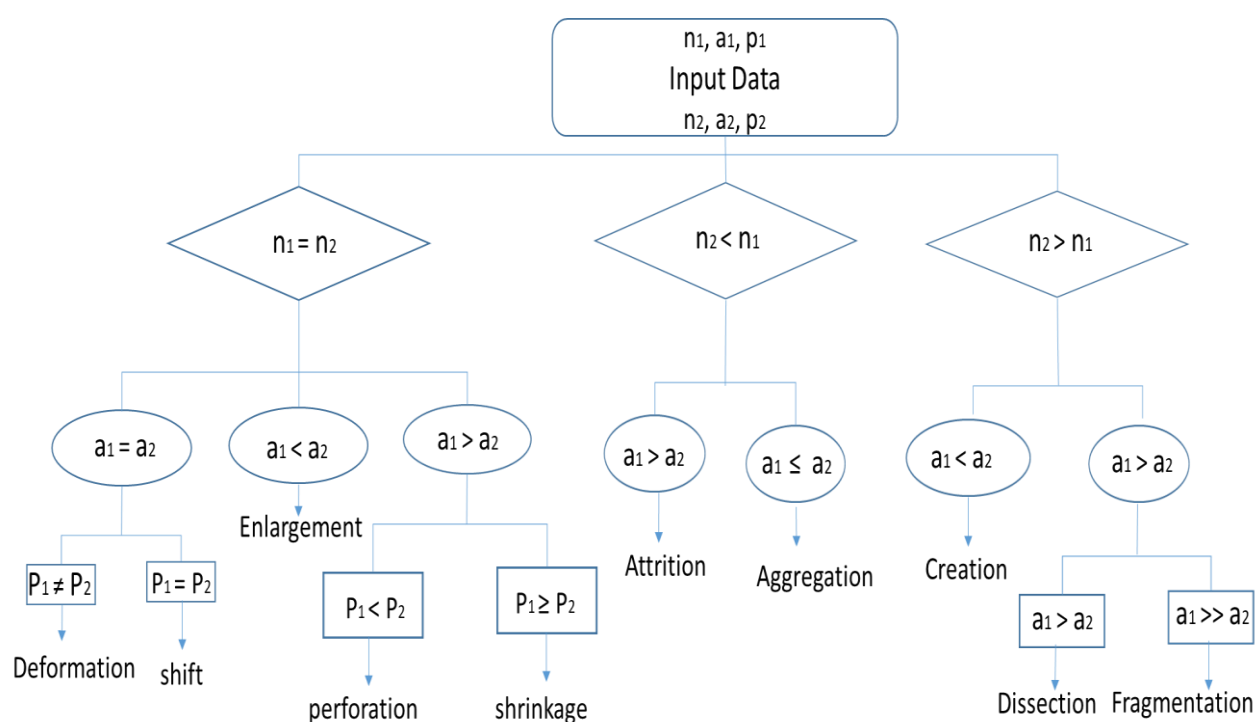 n1, a1, p1
Input Data
n2, a2, p2
n1 = n2
n2 < n1
n2 > n1
a1 = a2
a1 < a2
a1 > a2
a1 > a2
a1 ≤ a2
a1 < a2
a1 > a2
Enlargement
Attrition
Aggregation
Creation
P1 ≠ P2
P1 = P2
P1 < P2
P1 ≥ P2
a1 > a2
a1 >> a2
Deformation
shift
perforation
shrinkage
Dissection
Fragmentation